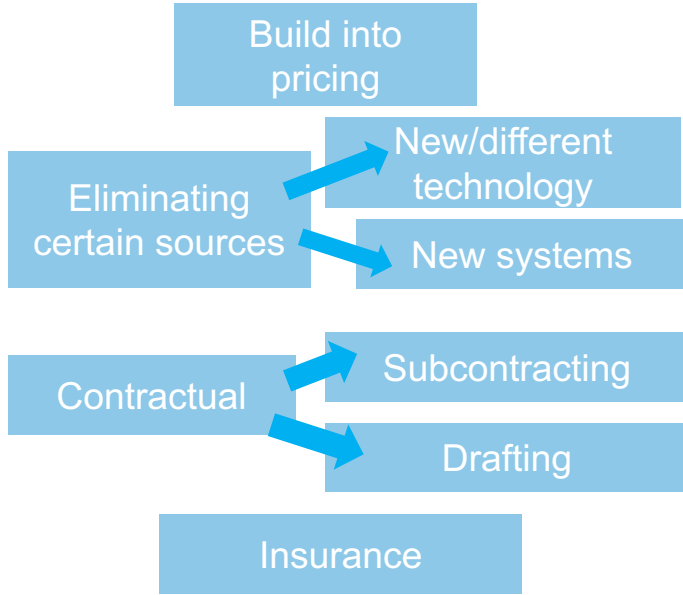 Build into
pricing
New/different
technology
Eliminating
certain sources
New systems
Subcontracting
Contractual
Drafting
Insurance